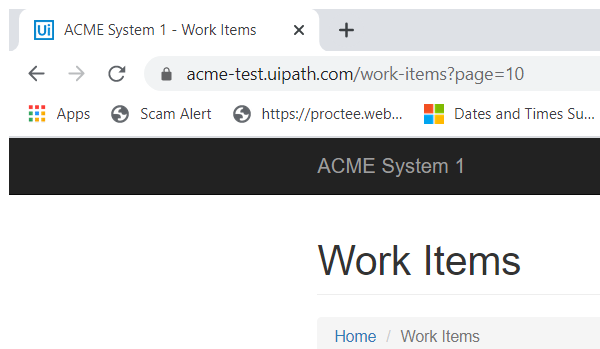 Ui ACME System 1 - Work Items
acme-test.uipath.com/work-items?page=10
Apps Scam Alert https://proctee.web... Dates and Times Su...
ACME System 1
Work Items
Home / Work Items